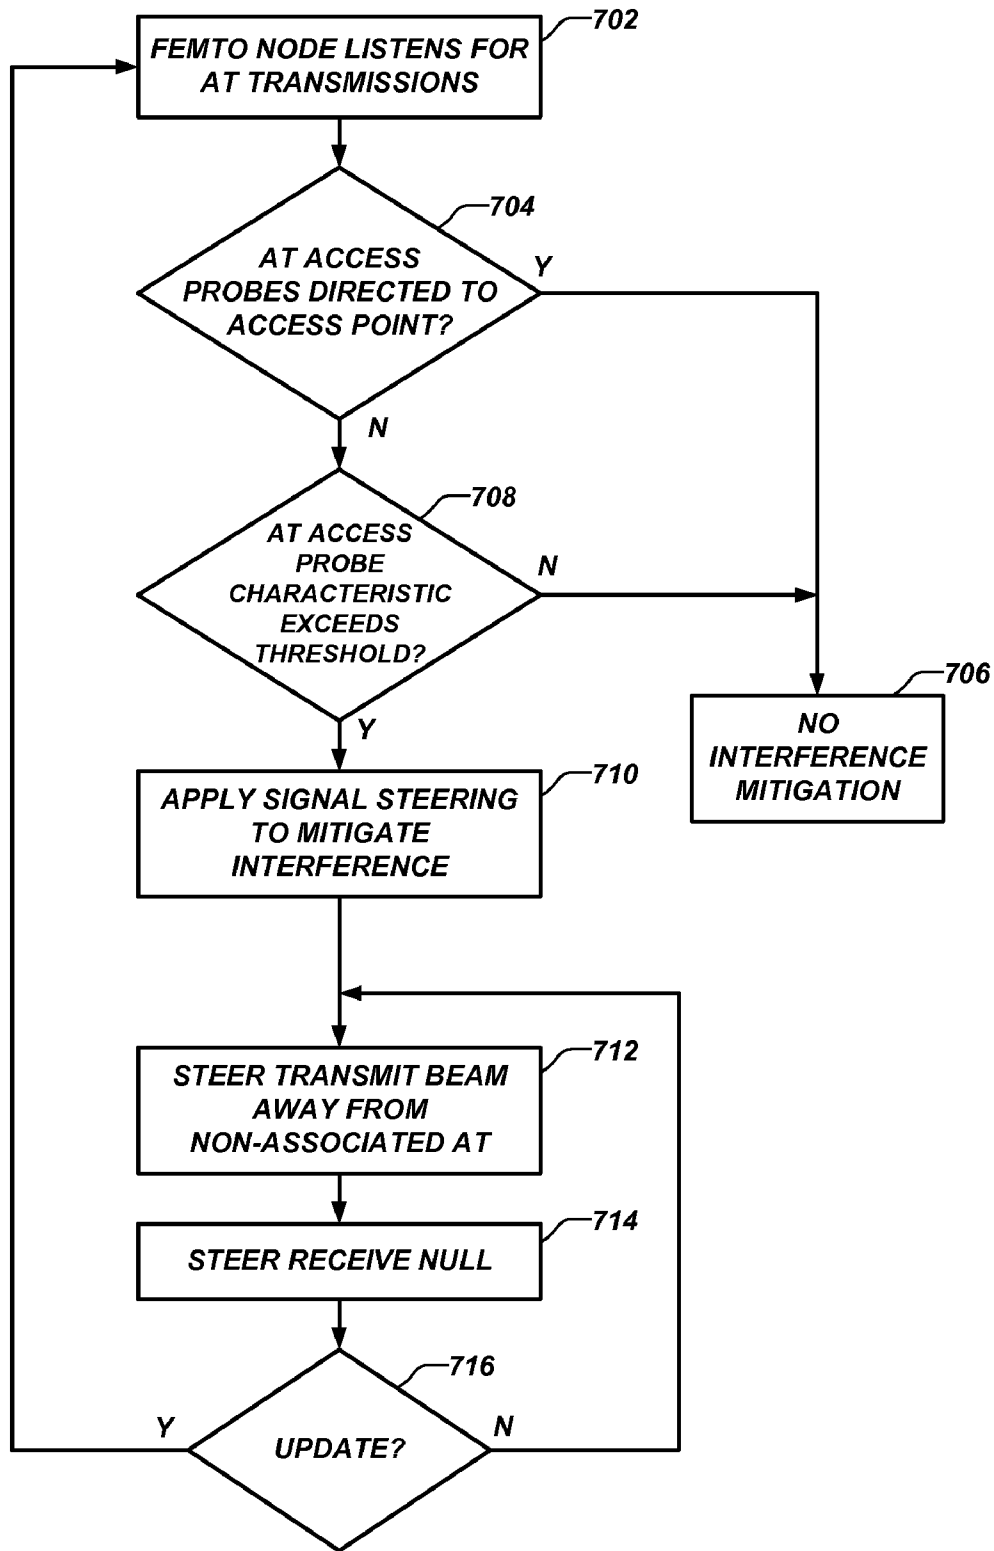 702
FEMTO NODE LISTENS FOR
AT TRANSMISSIONS
704
AT ACCESS
PROBES DIRECTED TO
ACCESS POINT?
Y
N
708
AT ACCESS
PROBE
CHARACTERISTIC
EXCEEDS
THRESHOLD?
N
Y
706
NO
INTERFERENCE
MITIGATION
710
APPLY SIGNAL STEERING
TO MITIGATE
INTERFERENCE
712
STEER TRANSMIT BEAM
AWAY FROM
NON-ASSOCIATED AT
714
STEER RECEIVE NULL
716
Y
N
UPDATE?